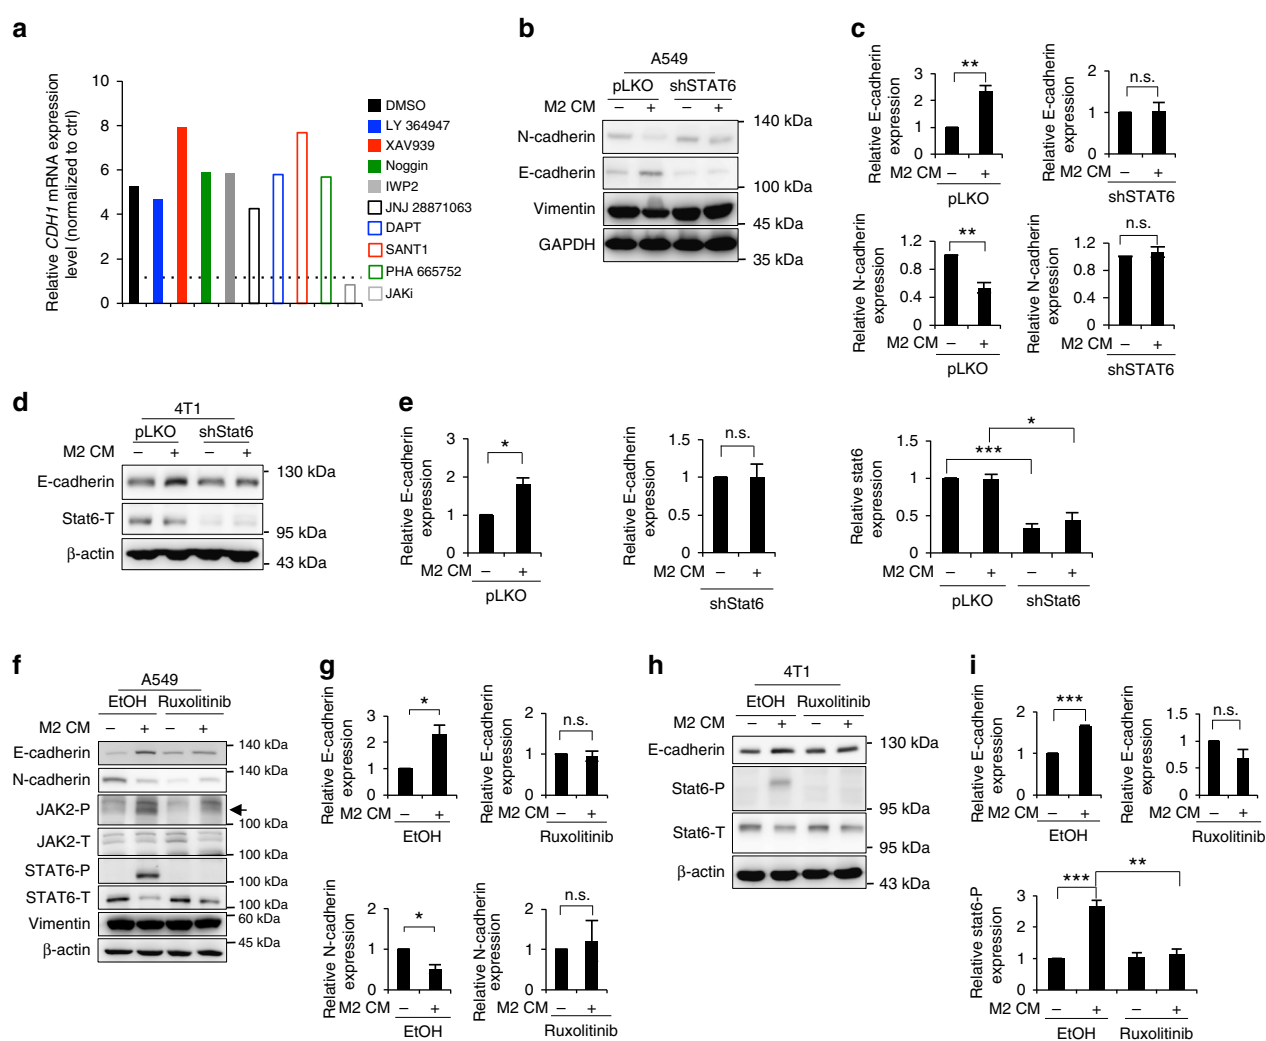 a
Relative CDH1 mRNA expression
level (normalized to ctrl)
10
8
6
4
2
0
DMSO
LY 364947
XAV939
Noggin
IWP2
JNJ 28871063
DAPT
SANT1
PHA 665752
JAKi
b
A549
pLKO shSTAT6
M2 CM – + – +
N-cadherin
E-cadherin
Vimentin
GAPDH
140 kDa
100 kDa
45 kDa
35 kDa
c
Relative E-cadherin
expression
3
2
1
0
**
M2 CM – +
pLKO
Relative E-cadherin
expression
2
1
0
n.s.
M2 CM – +
shSTAT6
Relative N-cadherin
expression
1.2
0.8
0.4
0
**
M2 CM – +
pLKO
Relative N-cadherin
expression
1.2
0.8
0.4
0
n.s.
M2 CM – +
shSTAT6
d
4T1
pLKO shStat6
M2 CM – + – +
E-cadherin
Stat6-T
β-actin
130 kDa
95 kDa
43 kDa
e
Relative E-cadherin
expression
3
2
1
0
*
M2 CM – +
pLKO
Relative E-cadherin
expression
1.5
1
0.5
0
n.s.
M2 CM – +
shStat6
Relative stat6
expression
1.5
1
0.5
0
***
*
M2 CM – + – +
pLKO shStat6
f
A549
EtOH Ruxolitinib
M2 CM – + – +
E-cadherin
N-cadherin
JAK2-P
JAK2-T
STAT6-P
STAT6-T
Vimentin
β-actin
140 kDa
140 kDa
100 kDa
100 kDa
100 kDa
100 kDa
60 kDa
45 kDa
g
Relative E-cadherin
expression
3
2
1
0
*
M2 CM – +
EtOH
Relative E-cadherin
expression
2
1
0
n.s.
M2 CM – +
Ruxolitinib
Relative N-cadherin
expression
2
1
0
*
M2 CM – +
EtOH
Relative N-cadherin
expression
2
1
0
n.s.
M2 CM – +
Ruxolitinib
h
4T1
EtOH Ruxolitinib
M2 CM – + – +
E-cadherin
Stat6-P
Stat6-T
β-actin
130 kDa
95 kDa
95 kDa
43 kDa
i
Relative E-cadherin
expression
2
1
0
***
M2 CM – +
EtOH
Relative E-cadherin
expression
1.5
1
0.5
0
n.s.
M2 CM – +
Ruxolitinib
Relative stat6-P
expression
3
2
1
0
***
**
M2 CM – + – +
EtOH Ruxolitinib